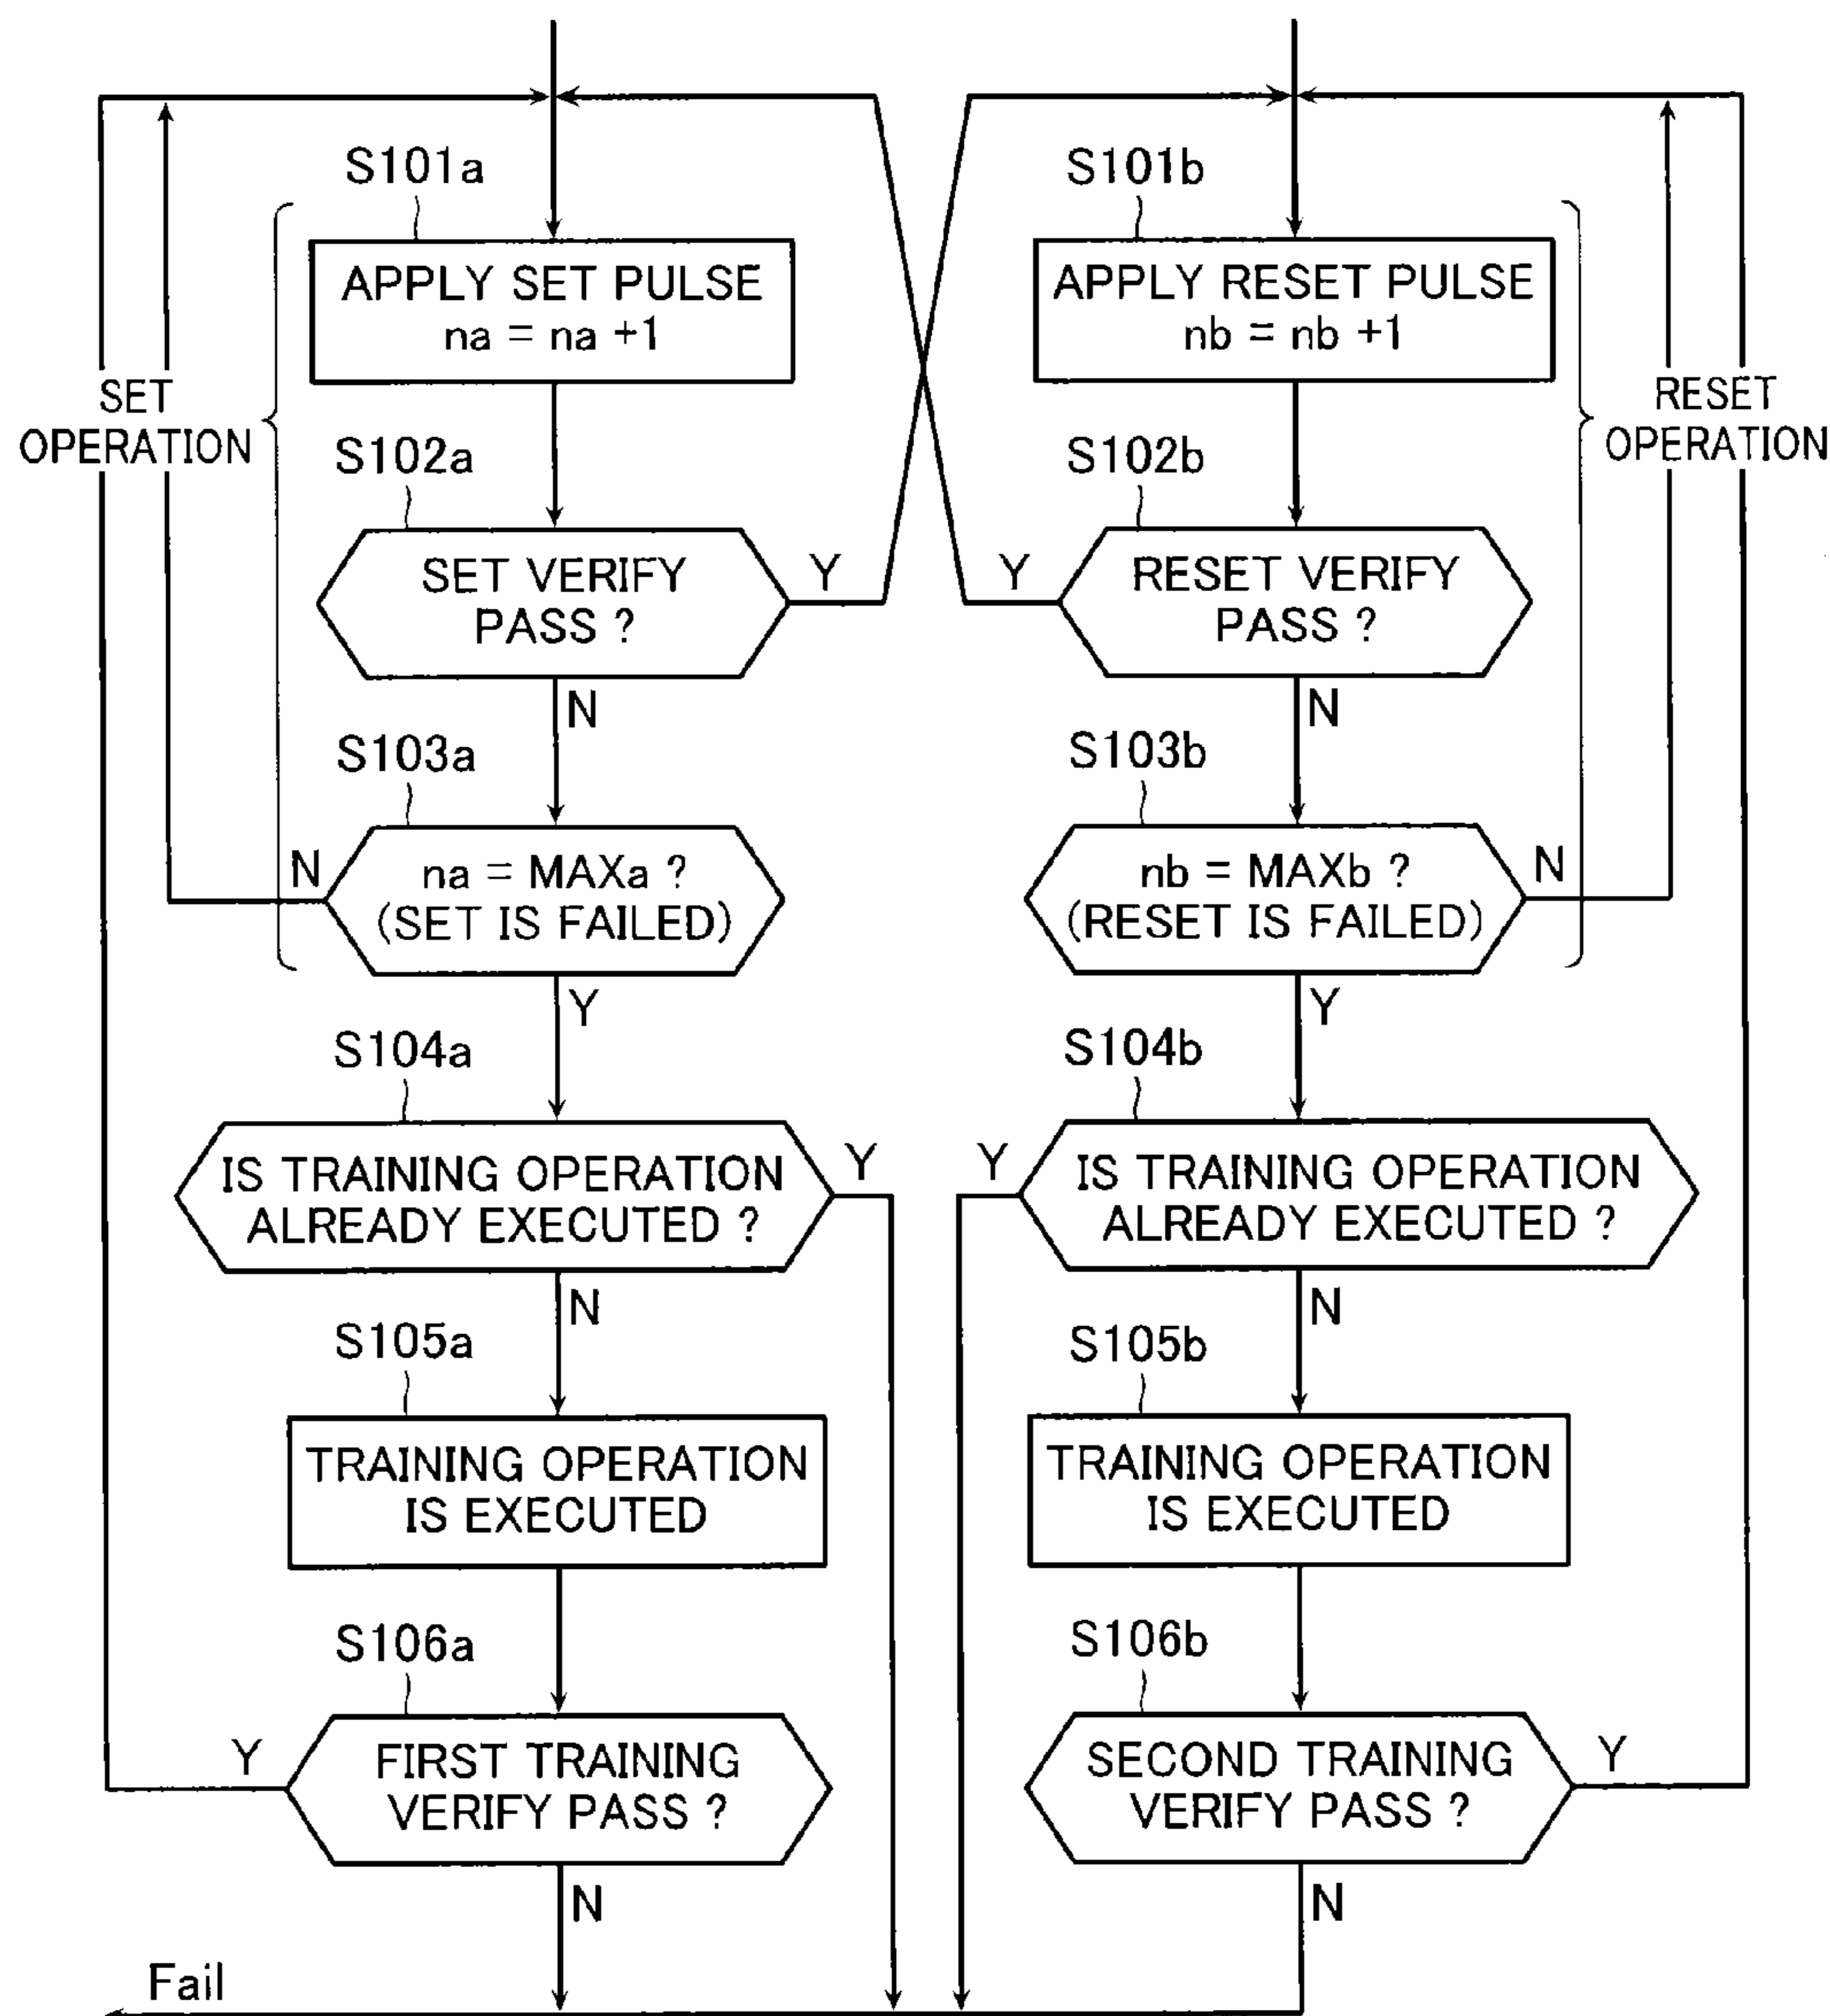 S101a
APPLY SET PULSE
na = na +1
SET
OPERATION
S102a
SET VERIFY
PASS ?
Y
N
S103a
na = MAXa ?
(SET IS FAILED)
N
Y
S104a
IS TRAINING OPERATION
ALREADY EXECUTED ?
Y
N
S105a
TRAINING OPERATION
IS EXECUTED
S106a
FIRST TRAINING
VERIFY PASS ?
Y
N
Fail
S101b
APPLY RESET PULSE
nb = nb +1
RESET
OPERATION
S102b
RESET VERIFY
PASS ?
Y
N
S103b
nb = MAXb ?
(RESET IS FAILED)
N
Y
S104b
IS TRAINING OPERATION
ALREADY EXECUTED ?
Y
N
S105b
TRAINING OPERATION
IS EXECUTED
S106b
SECOND TRAINING
VERIFY PASS ?
Y
N